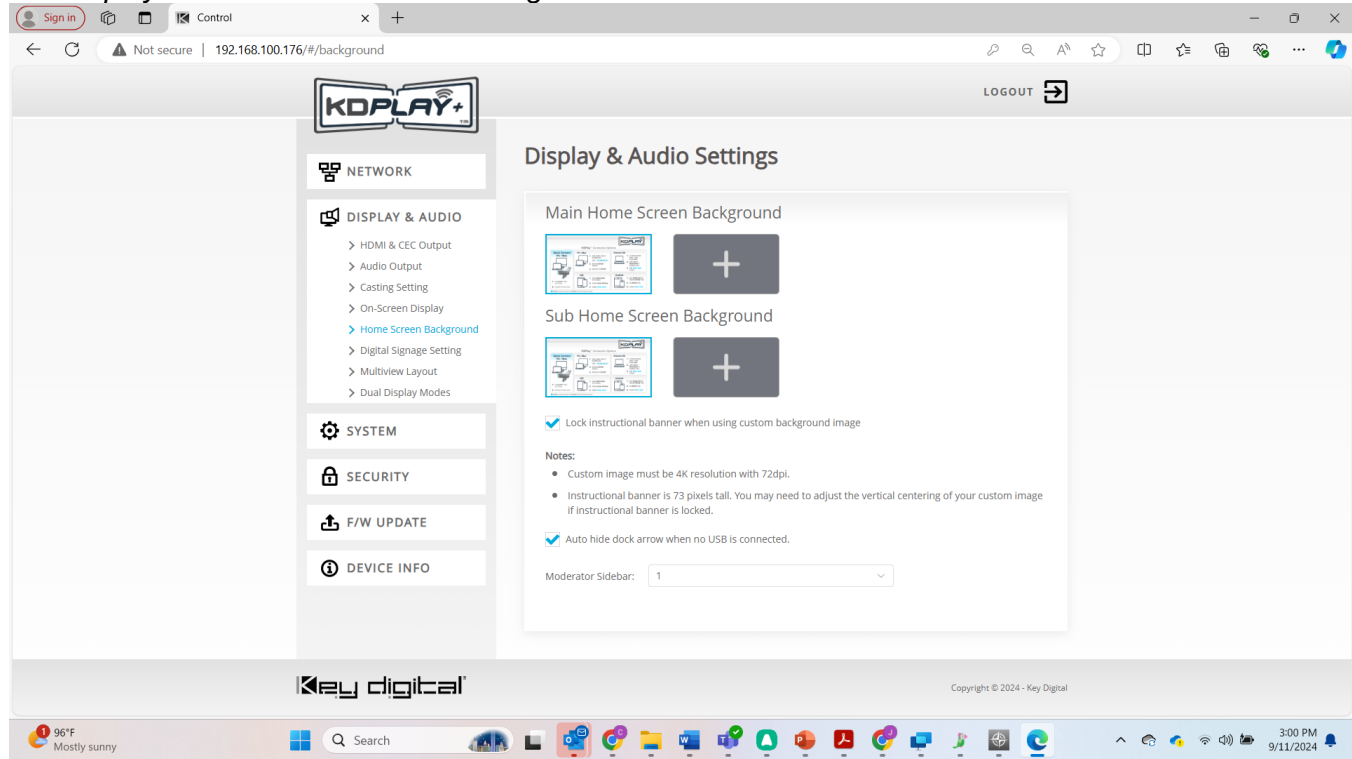 Sign in
Control
Not secure
192.168.100.176/#/background
KDPLAY+
LOGOUT
NETWORK
DISPLAY & AUDIO
HDMI & CEC Output
Audio Output
Casting Setting
On-Screen Display
Home Screen Background
Digital Signage Setting
Multiview Layout
Dual Display Modes
SYSTEM
SECURITY
F/W UPDATE
DEVICE INFO
Display & Audio Settings
Main Home Screen Background
Sub Home Screen Background
Lock instructional banner when using custom background image
Notes:
Custom image must be 4K resolution with 72dpi.
Instructional banner is 73 pixels tall. You may need to adjust the vertical centering of your custom image
if instructional banner is locked.
Auto hide dock arrow when no USB is connected.
Moderator Sidebar: 1
Key digital
Copyright © 2024 - Key Digital
1
96°F
Mostly sunny
Search
3:00 PM
9/11/2024